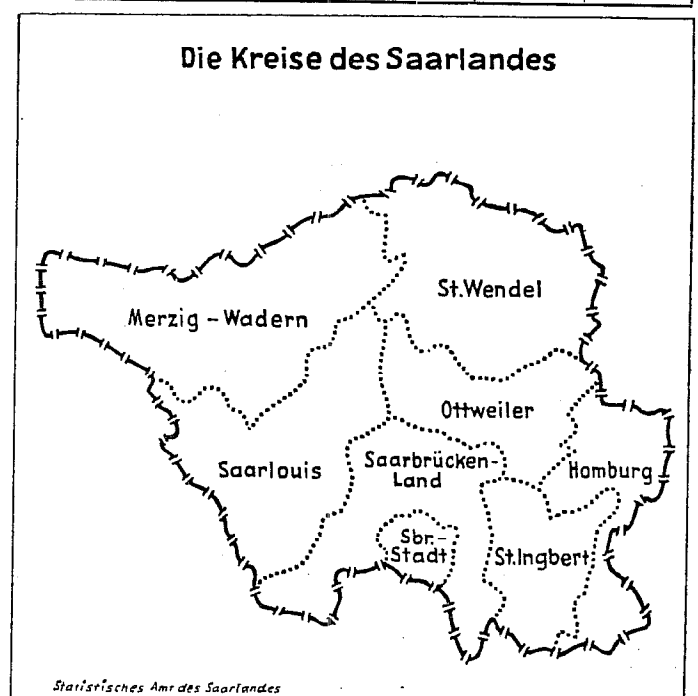 Die Kreise des Saarlandes
St.Wendel
Merzig - Wadern
Ottweiler
Saarlouis
Saarbrücken-
Land
Homburg
Sbr.-
Stadt
St.Ingbert
Statistisches Amt des Saarlandes